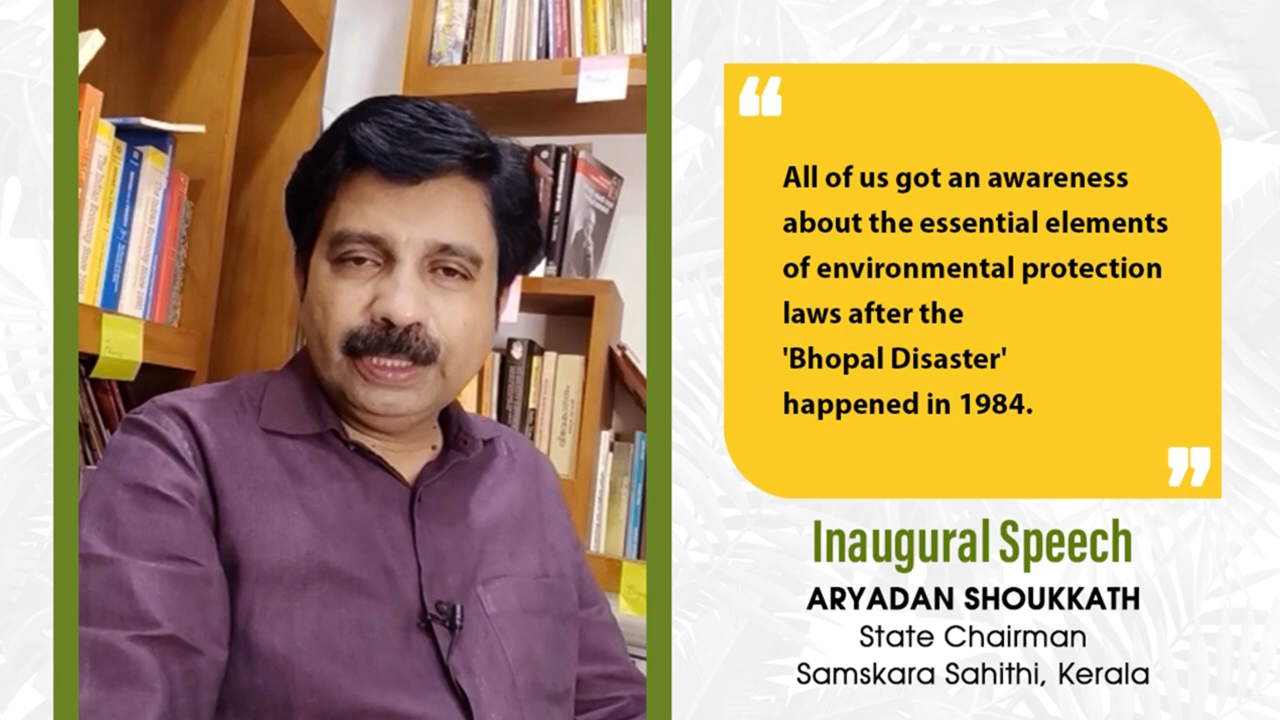 All of us got an awareness
about the essential elements
of environmental protection
laws after the
'Bhopal Disaster'
happened in 1984.
Inaugural Speech
ARYADAN SHOUKKATH
State Chairman
Samskara Sahithi, Kerala